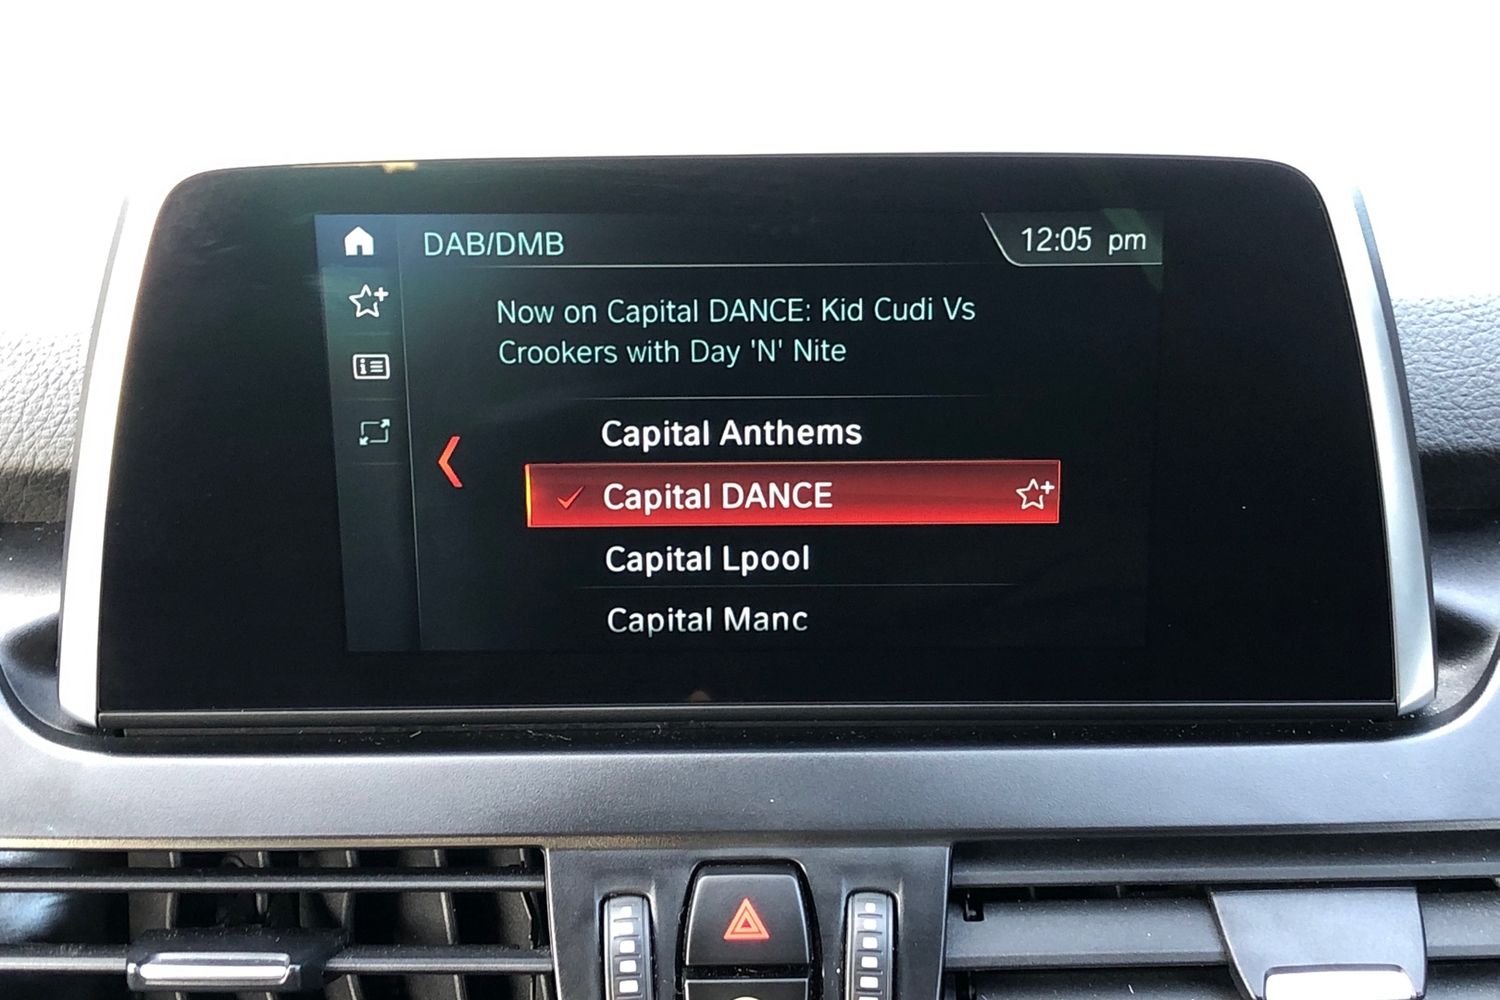 DAB/DMB
12:05 pm
Now on Capital DANCE: Kid Cudi Vs
Crookers with Day 'N' Nite
Capital Anthems
Capital DANCE
Capital Lpool
Capital Manc